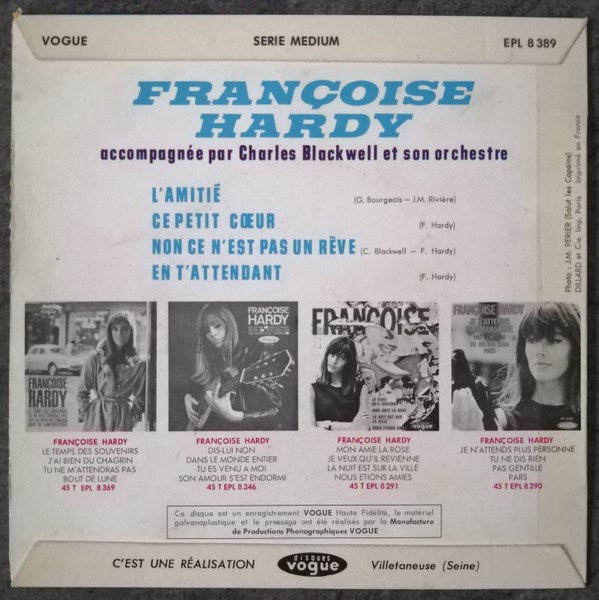 VOGUE SERIE MEDIUM EPL 8 389
FRANÇOISE
HARDY
accompagnée par Charles Blackwell et son orchestre
L'AMITIÉ (G. Bourgeois – J.M. Rivière)
CE PETIT CŒUR (F. Hardy)
NON CE N'EST PAS UN RÊVE (C. Blackwell – F. Hardy)
EN T'ATTENDANT (F. Hardy)
Photo : J.M. PERIER (Salut les Copains)
DILLARD et Cie. Imp. Paris Imprimé en France
vogue
FRANÇOISE
HARDY
FRANÇOISE
HARDY
vogue
FRANÇOISE
FRANÇOISE HARDY
JE N'ATTENDS
PLUS PERSONNE
PARS
FRANÇOISE HARDY
LE TEMPS DES SOUVENIRS
J'AI BIEN DU CHAGRIN
TU NE M'ATTENDRAS PAS
BOUT DE LUNE
45 T EPL 8 369
FRANÇOISE HARDY
DIS-LUI NON
DANS LE MONDE ENTIER
TU ES VENU A MOI
SON AMOUR S'EST ENDORMI
45 T EPL 8 346
FRANÇOISE HARDY
MON AMIE LA ROSE
JE VEUX QU'IL REVIENNE
LA NUIT EST SUR LA VILLE
NOUS ETIONS AMIES
45 T EPL 8 291
FRANÇOISE HARDY
JE N'ATTENDS PLUS PERSONNE
TU NE DIS RIEN
PAS GENTILLE
PARS
45 T EPL 8 290
Ce disque est un enregistrement VOGUE Haute Fidélité, le matériel
galvanoplastique et le pressage ont été réalisés par la Manufacture
de Productions Phonographiques VOGUE
C'EST UNE RÉALISATION disques vogue Villetaneuse (Seine)